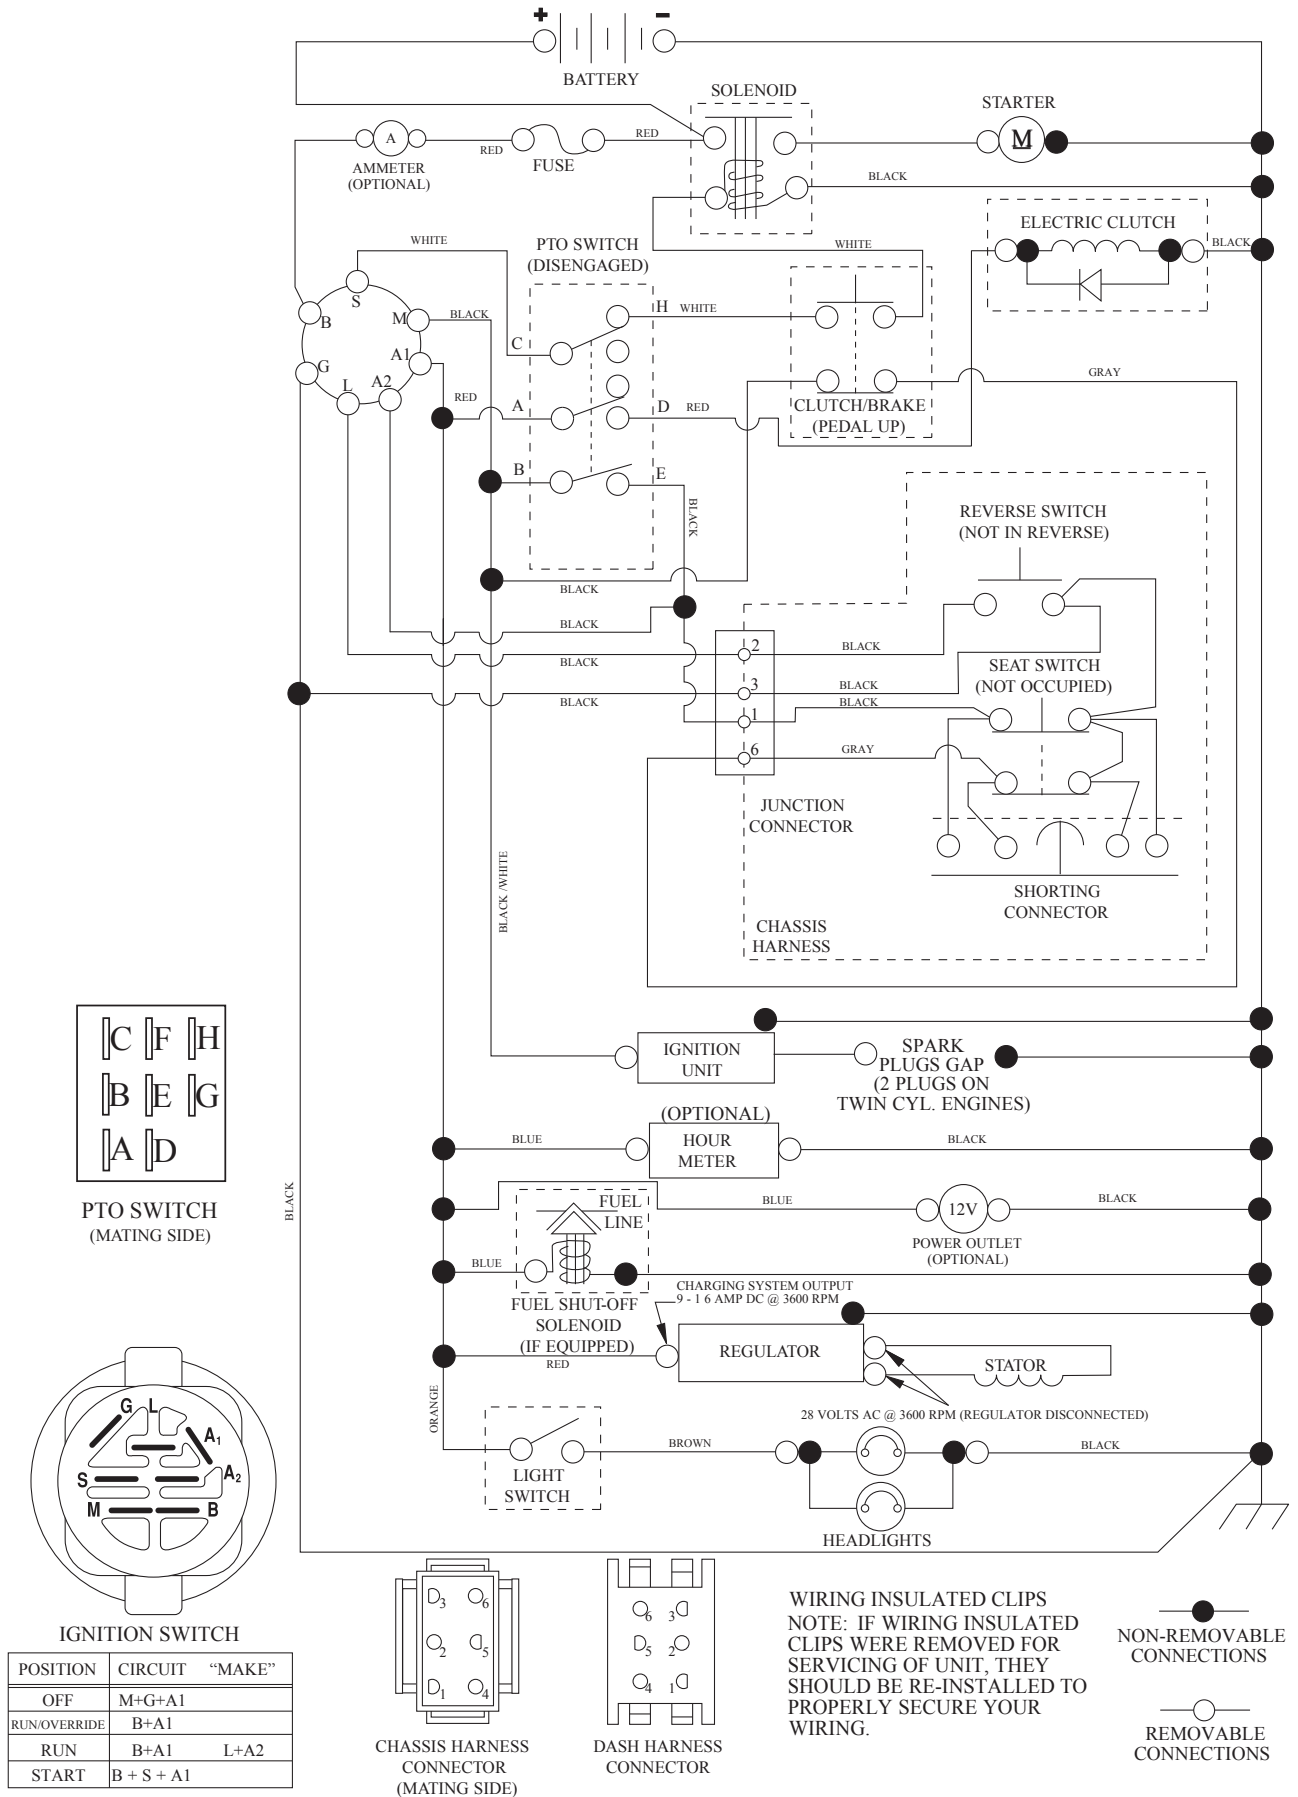 + −
BATTERY
SOLENOID
STARTER
A
RED
RED
M
AMMETER
(OPTIONAL)
FUSE
BLACK
ELECTRIC CLUTCH
WHITE
PTO SWITCH
(DISENGAGED)
WHITE
BLACK
S
B
M
BLACK
H
WHITE
C
A1
G
A2
L
RED
A
D
RED
CLUTCH/BRAKE
(PEDAL UP)
GRAY
B
E
BLACK
REVERSE SWITCH
(NOT IN REVERSE)
BLACK
BLACK
2
BLACK
BLACK
SEAT SWITCH
(NOT OCCUPIED)
3
BLACK
BLACK
BLACK
1
6
GRAY
JUNCTION
CONNECTOR
BLACK /WHITE
SHORTING
CONNECTOR
CHASSIS
HARNESS
C F H
B E G
A D
PTO SWITCH
(MATING SIDE)
IGNITION
UNIT
SPARK
PLUGS GAP
(2 PLUGS ON
TWIN CYL. ENGINES)
(OPTIONAL)
BLUE
HOUR
METER
BLACK
BLACK
FUEL
LINE
BLUE
12V
BLACK
POWER OUTLET
(OPTIONAL)
BLUE
CHARGING SYSTEM OUTPUT
9 - 1 6 AMP DC @ 3600 RPM
FUEL SHUT-OFF
SOLENOID
(IF EQUIPPED)
RED
REGULATOR
STATOR
ORANGE
28 VOLTS AC @ 3600 RPM (REGULATOR DISCONNECTED)
BROWN
BLACK
LIGHT
SWITCH
HEADLIGHTS
G L
A1
S
A2
M B
IGNITION SWITCH
POSITION CIRCUIT “MAKE”
OFF M+G+A1
RUN/OVERRIDE B+A1
RUN B+A1 L+A2
START B + S + A1
3 6
2 5
1 4
CHASSIS HARNESS
CONNECTOR
(MATING SIDE)
6 3
5 2
4 1
DASH HARNESS
CONNECTOR
WIRING INSULATED CLIPS
NOTE: IF WIRING INSULATED
CLIPS WERE REMOVED FOR
SERVICING OF UNIT, THEY
SHOULD BE RE-INSTALLED TO
PROPERLY SECURE YOUR
WIRING.
NON-REMOVABLE
CONNECTIONS
REMOVABLE
CONNECTIONS